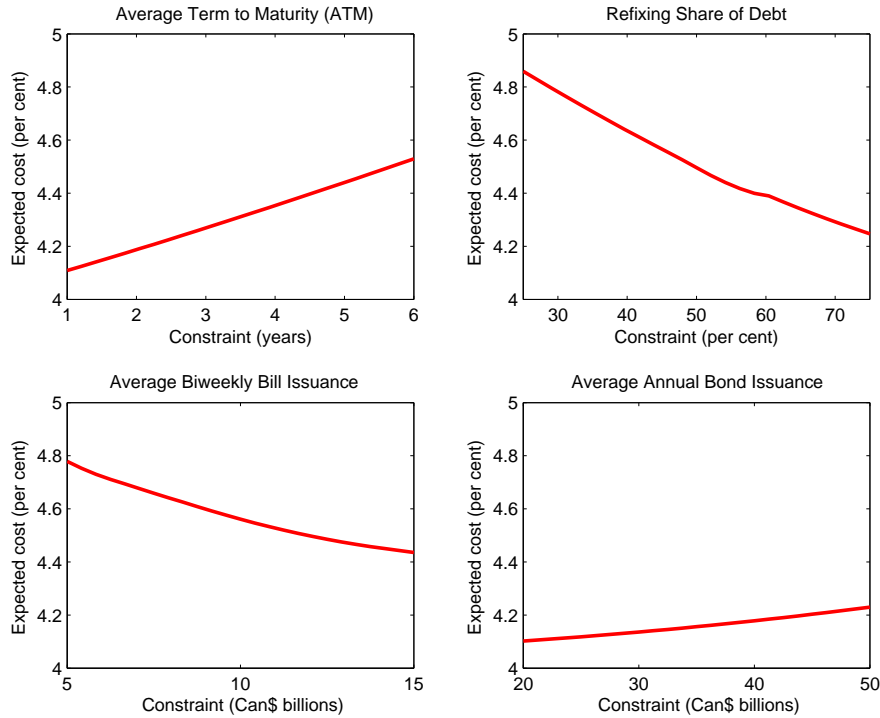 Average Term to Maturity (ATM)
5
4.8
4.6
4.4
4.2
4
Expected cost (per cent)
1 2 3 4 5 6
Constraint (years)
Refixing Share of Debt
5
4.8
4.6
4.4
4.2
4
Expected cost (per cent)
30 40 50 60 70
Constraint (per cent)
Average Biweekly Bill Issuance
5
4.8
4.6
4.4
4.2
4
Expected cost (per cent)
5 10 15
Constraint (Can$ billions)
Average Annual Bond Issuance
5
4.8
4.6
4.4
4.2
4
Expected cost (per cent)
20 30 40 50
Constraint (Can$ billions)